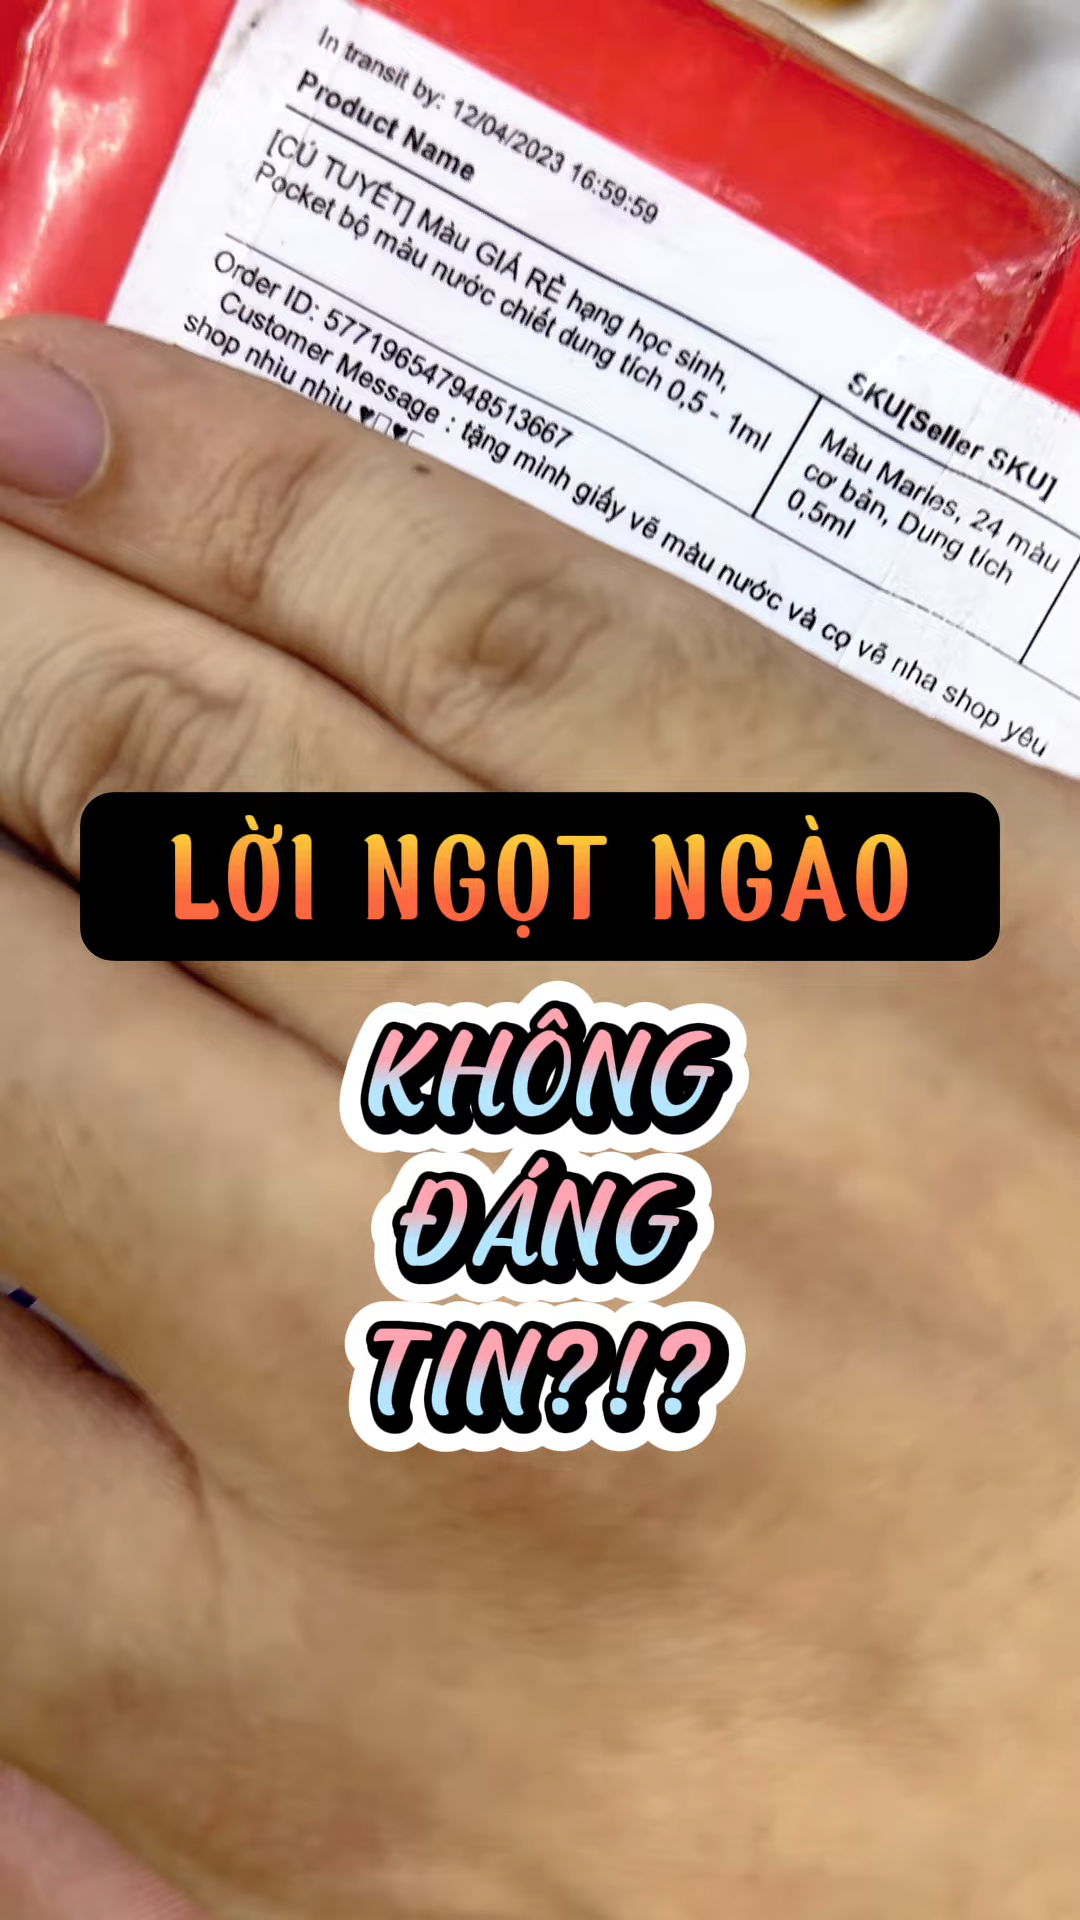 In transit by: 12/04/2023 16:59:59
Product Name
SKU[Seller SKU]
[CÚ TUYẾT] Màu GIÁ RẺ hạng học sinh,
Pocket bộ màu nước chiết dung tích 0,5 - 1ml
Màu Maries, 24 màu
cơ bản, Dung tích
0,5ml
Order ID: 577196547948513667
Customer Message : tặng mình giấy vẽ màu nước và cọ vẽ nha shop yêu
shop nhìu nhìu ♥□♥□
LỜI NGỌT NGÀO
KHÔNG
ĐÁNG
TIN?!?